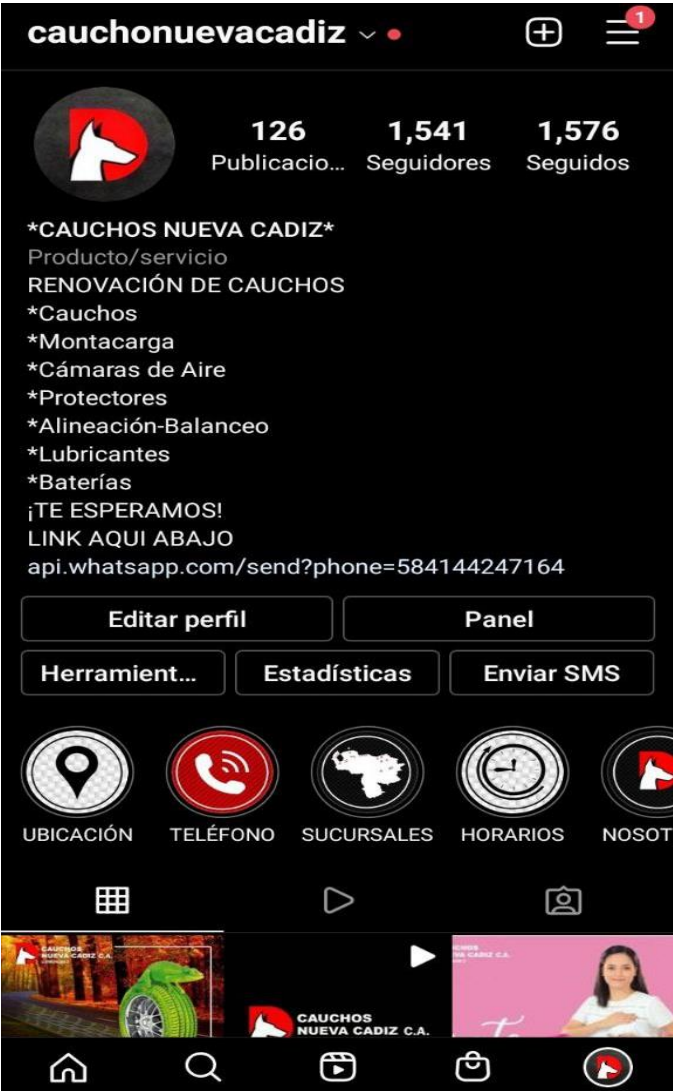 cauchonuevacadiz
1
126
1,541
1,576
Publicacio...
Seguidores
Seguidos
*CAUCHOS NUEVA CADIZ*
Producto/servicio
RENOVACIÓN DE CAUCHOS
*Cauchos
*Montacarga
*Cámaras de Aire
*Protectores
*Alineación-Balanceo
*Lubricantes
*Baterías
¡TE ESPERAMOS!
LINK AQUI ABAJO
api.whatsapp.com/send?phone=584144247164
Editar perfil
Panel
Herramient...
Estadísticas
Enviar SMS
UBICACIÓN
TELÉFONO
SUCURSALES
HORARIOS
NOSOT
CAUCHOS
NUEVA CADIZ C.A.
CAUCHOS
NUEVA CADIZ C.A.